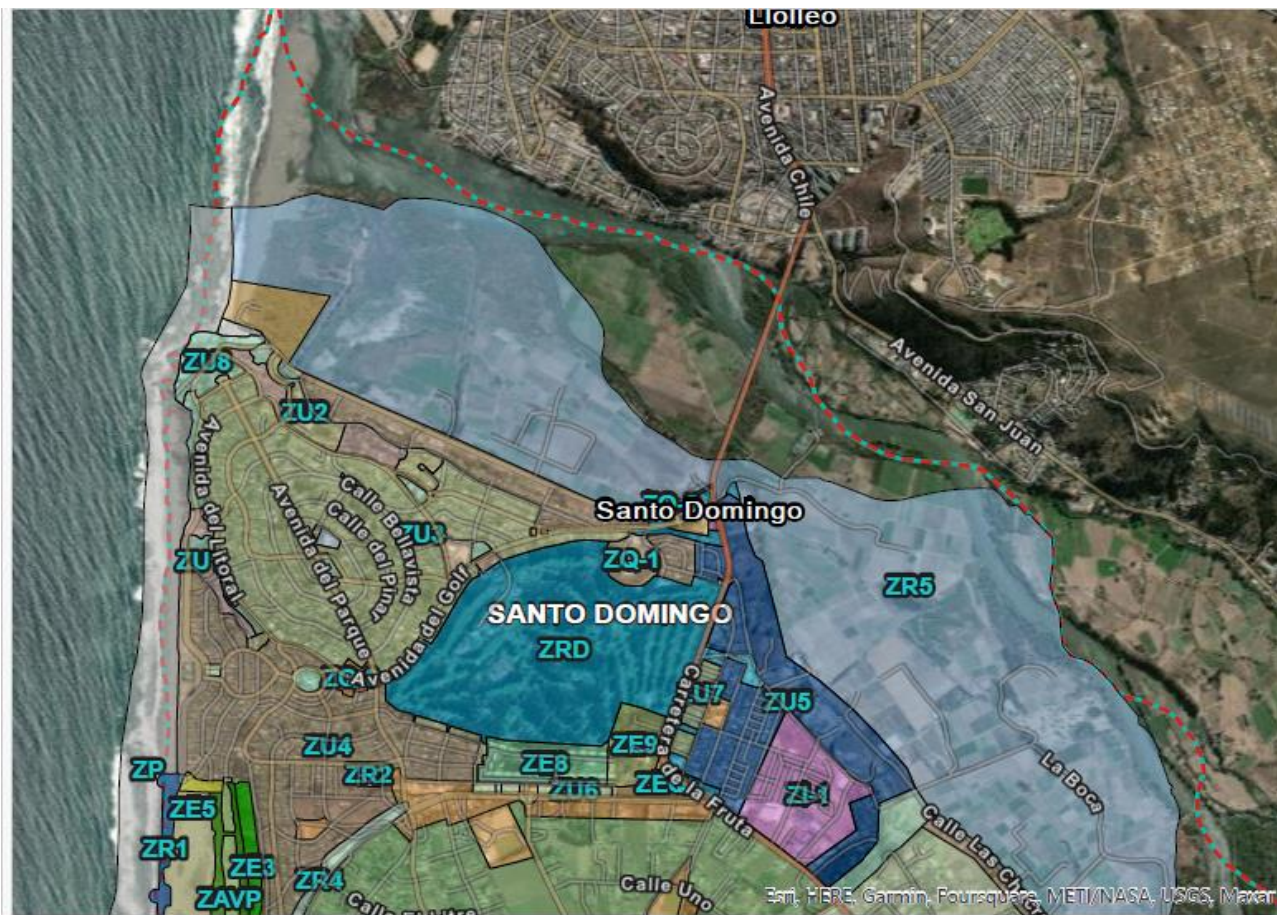 Llolleo
Avenida Chile
Avenida San Juan
ZU8
ZU2
Avenida del Litoral
Calle Bellavista
Calle del Pinar
Avenida del Parque
ZU3
Santo Domingo
ZU
ZQ-1
Avenida del Golf
SANTO DOMINGO
ZRD
ZR5
Carretera de la Fruta
ZU7
ZU5
ZU4
ZE9
ZE8
ZR2
ZP
ZU6
ZI-1
La Boca
ZE5
ZR1
ZE3
ZR4
ZAVP
Calle Uno
Esri, HERE, Garmin, Foursquare, METI/NASA, USGS, Maxar